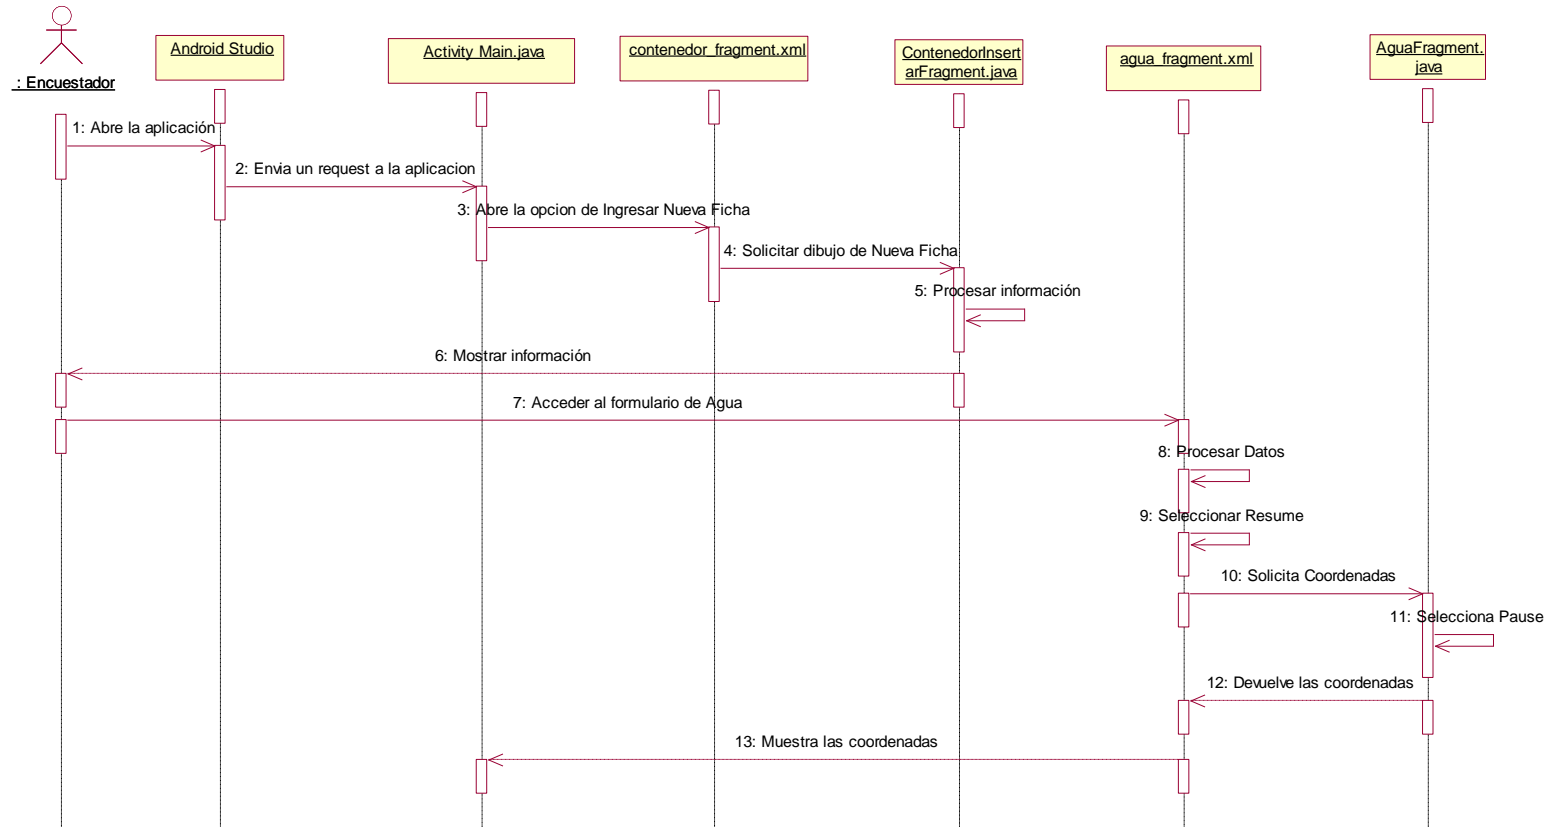 : Encuestador
Android Studio
Activity Main.java
contenedor_fragment.xml
ContenedorInsert
arFragment.java
agua_fragment.xml
AguaFragment.
java
1: Abre la aplicación
2: Envia un request a la aplicacion
3: Abre la opcion de Ingresar Nueva Ficha
4: Solicitar dibujo de Nueva Ficha
5: Procesar información
6: Mostrar información
7: Acceder al formulario de Agua
8: Procesar Datos
9: Seleccionar Resume
10: Solicita Coordenadas
11: Selecciona Pause
12: Devuelve las coordenadas
13: Muestra las coordenadas